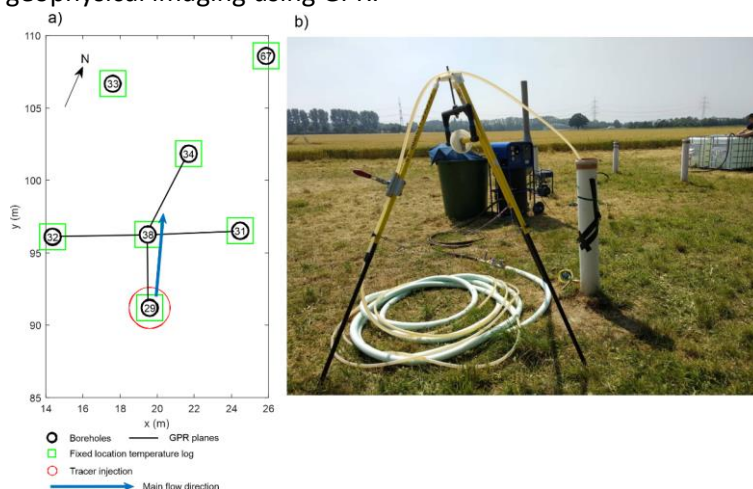 geophysical imaging using GPR.
a)
b)
N
67
33
34
32
38
31
29
110
105
100
95
90
85
y (m)
14 16 18 20 22 24 26
x (m)
Boreholes GPR planes
Fixed location temperature log
Tracer injection
Main flow direction